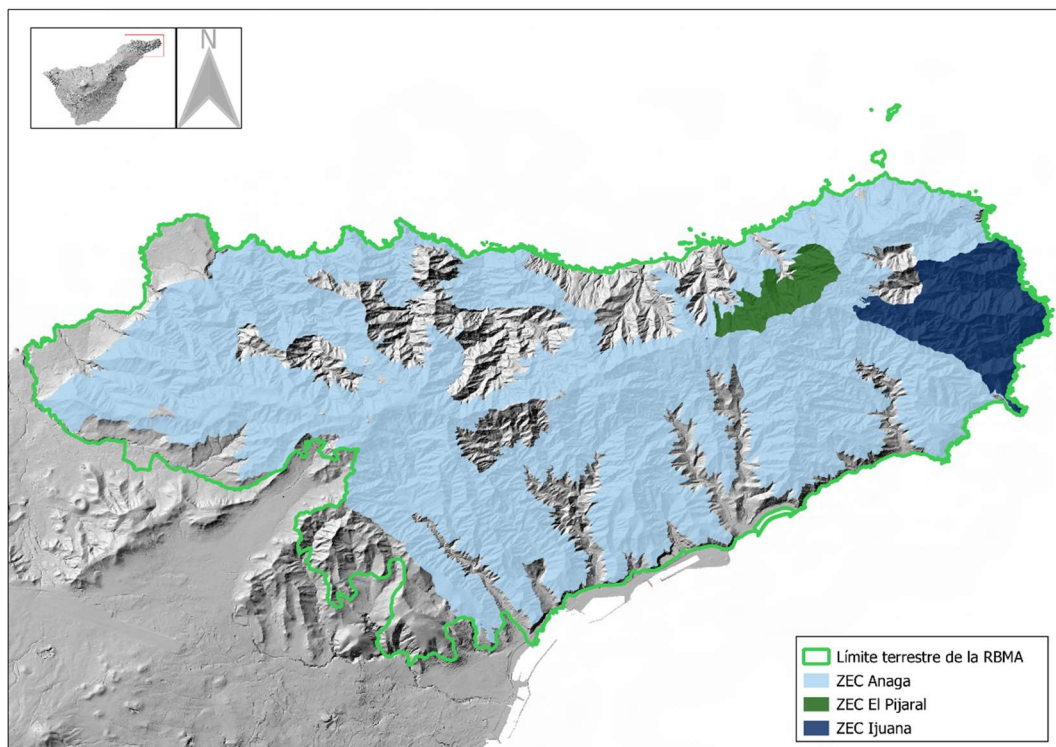 N
Límite terrestre de la RBMA
ZEC Anaga
ZEC El Pijaral
ZEC Ijuana